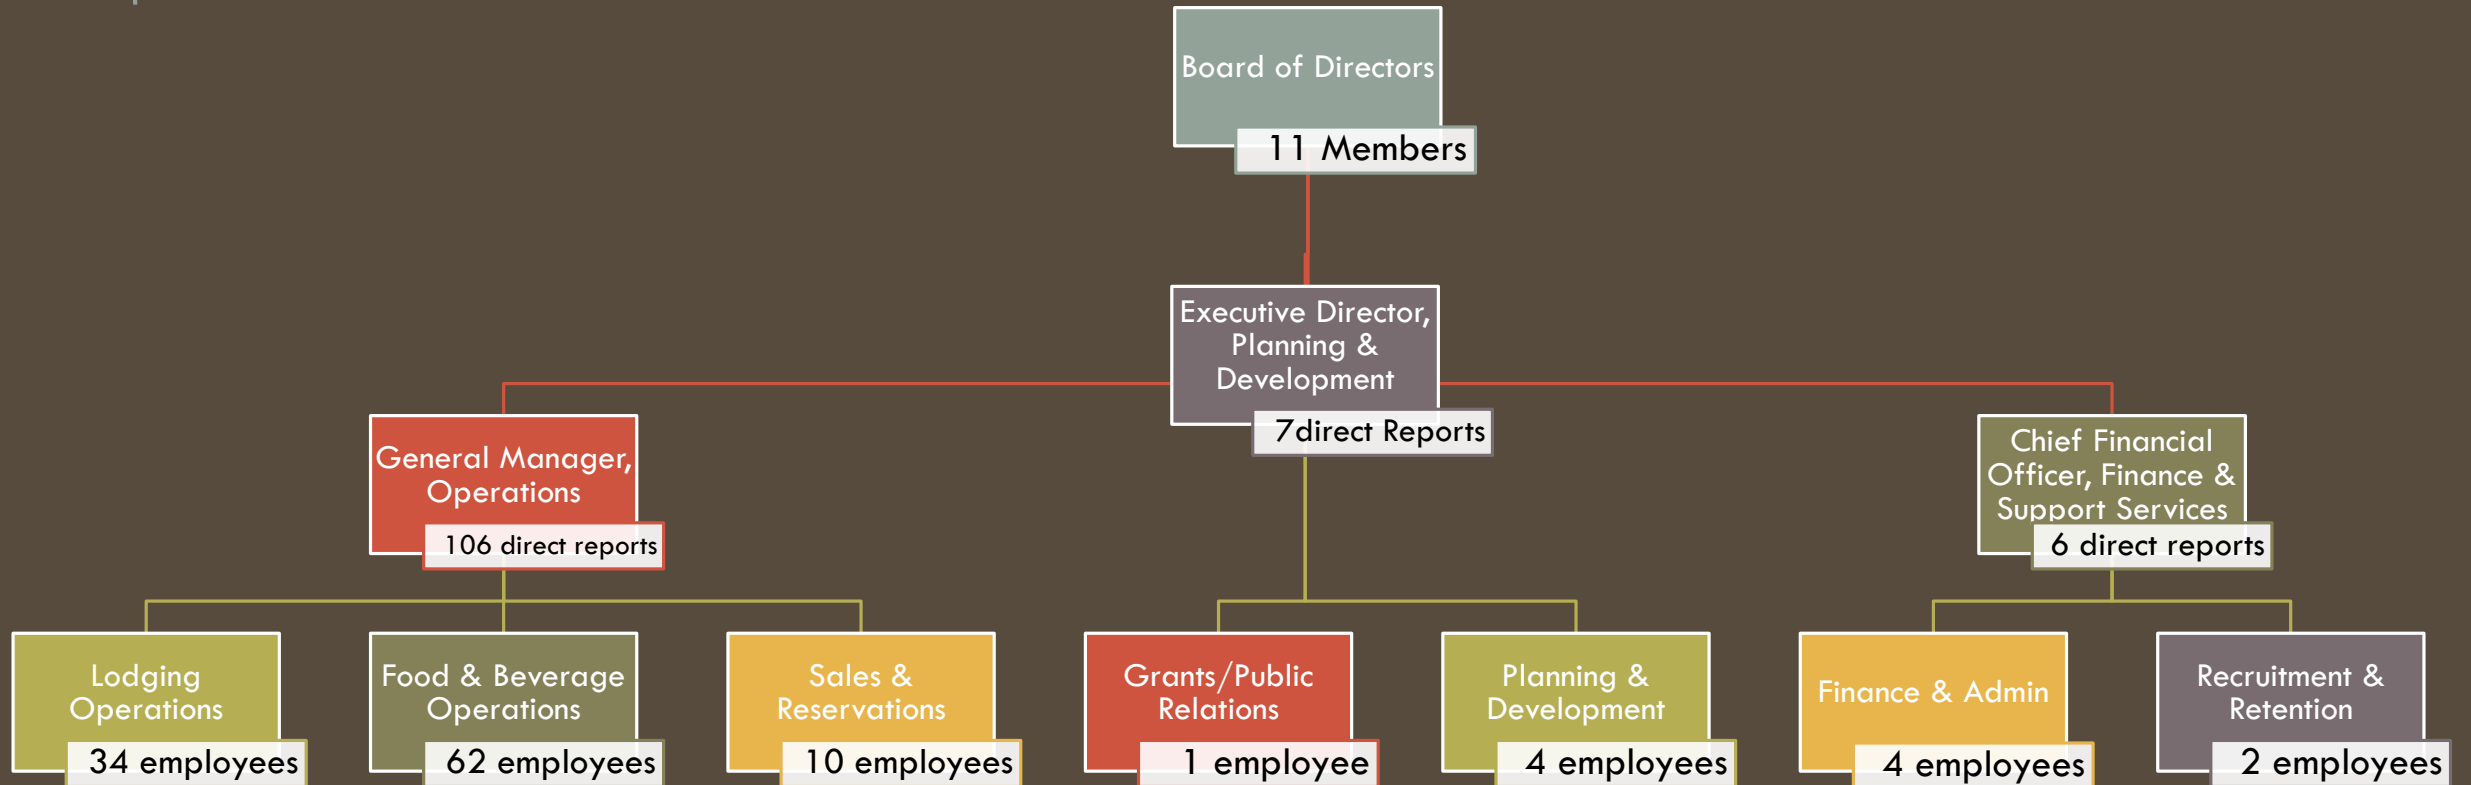 Board of Directors
11 Members
Executive Director,
Planning &
Development
7direct Reports
General Manager,
Operations
106 direct reports
Chief Financial
Officer, Finance &
Support Services
6 direct reports
Lodging
Operations
34 employees
Food & Beverage
Operations
62 employees
Sales &
Reservations
10 employees
Grants/Public
Relations
1 employee
Planning &
Development
4 employees
Finance & Admin
4 employees
Recruitment &
Retention
2 employees